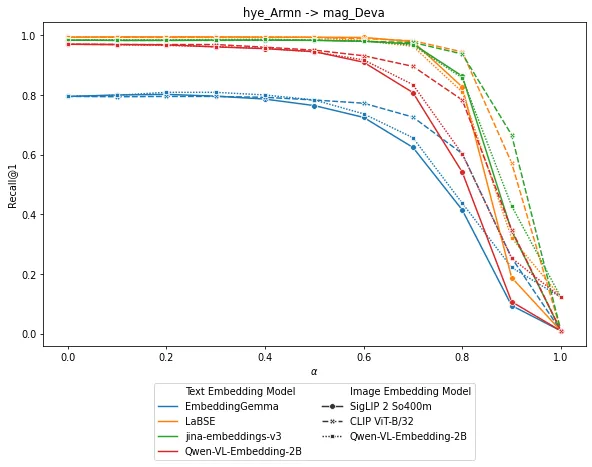 hye_Armn -> mag_Deva
Recall@1
1.0
0.8
0.6
0.4
0.2
0.0
0.0 0.2 0.4 0.6 0.8 1.0
α
Text Embedding Model
EmbeddingGemma
LaBSE
jina-embeddings-v3
Qwen-VL-Embedding-2B
Image Embedding Model
SigLIP 2 So400m
CLIP ViT-B/32
Qwen-VL-Embedding-2B